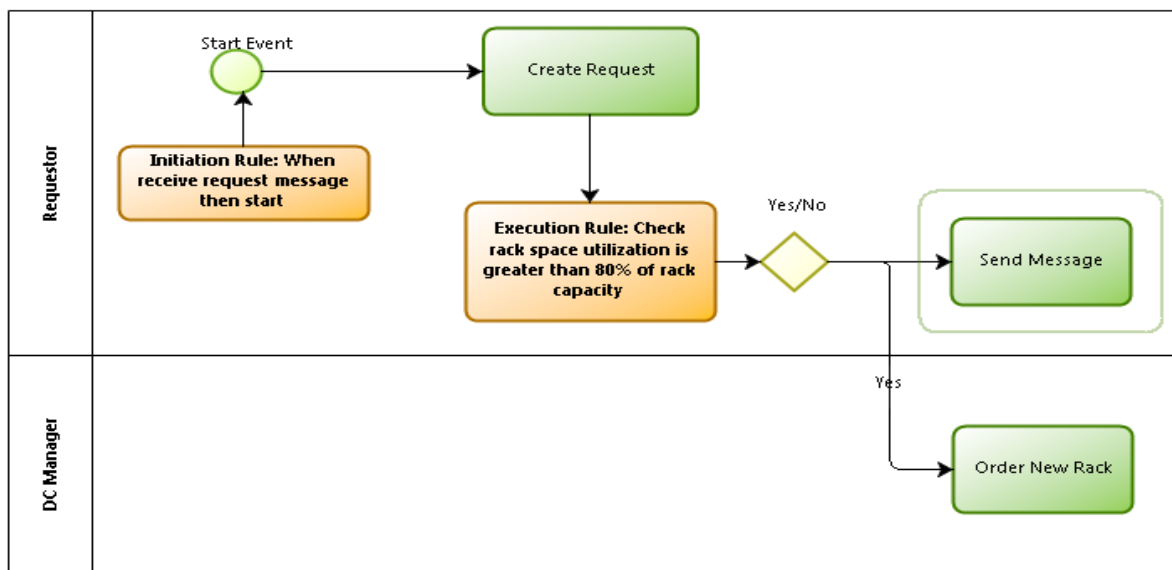 Requestor
Start Event
Create Request
Initiation Rule: When
receive request message
then start
Yes/No
Execution Rule: Check
rack space utilization is
greater than 80% of rack
capacity
Send Message
DC Manager
Yes
Order New Rack